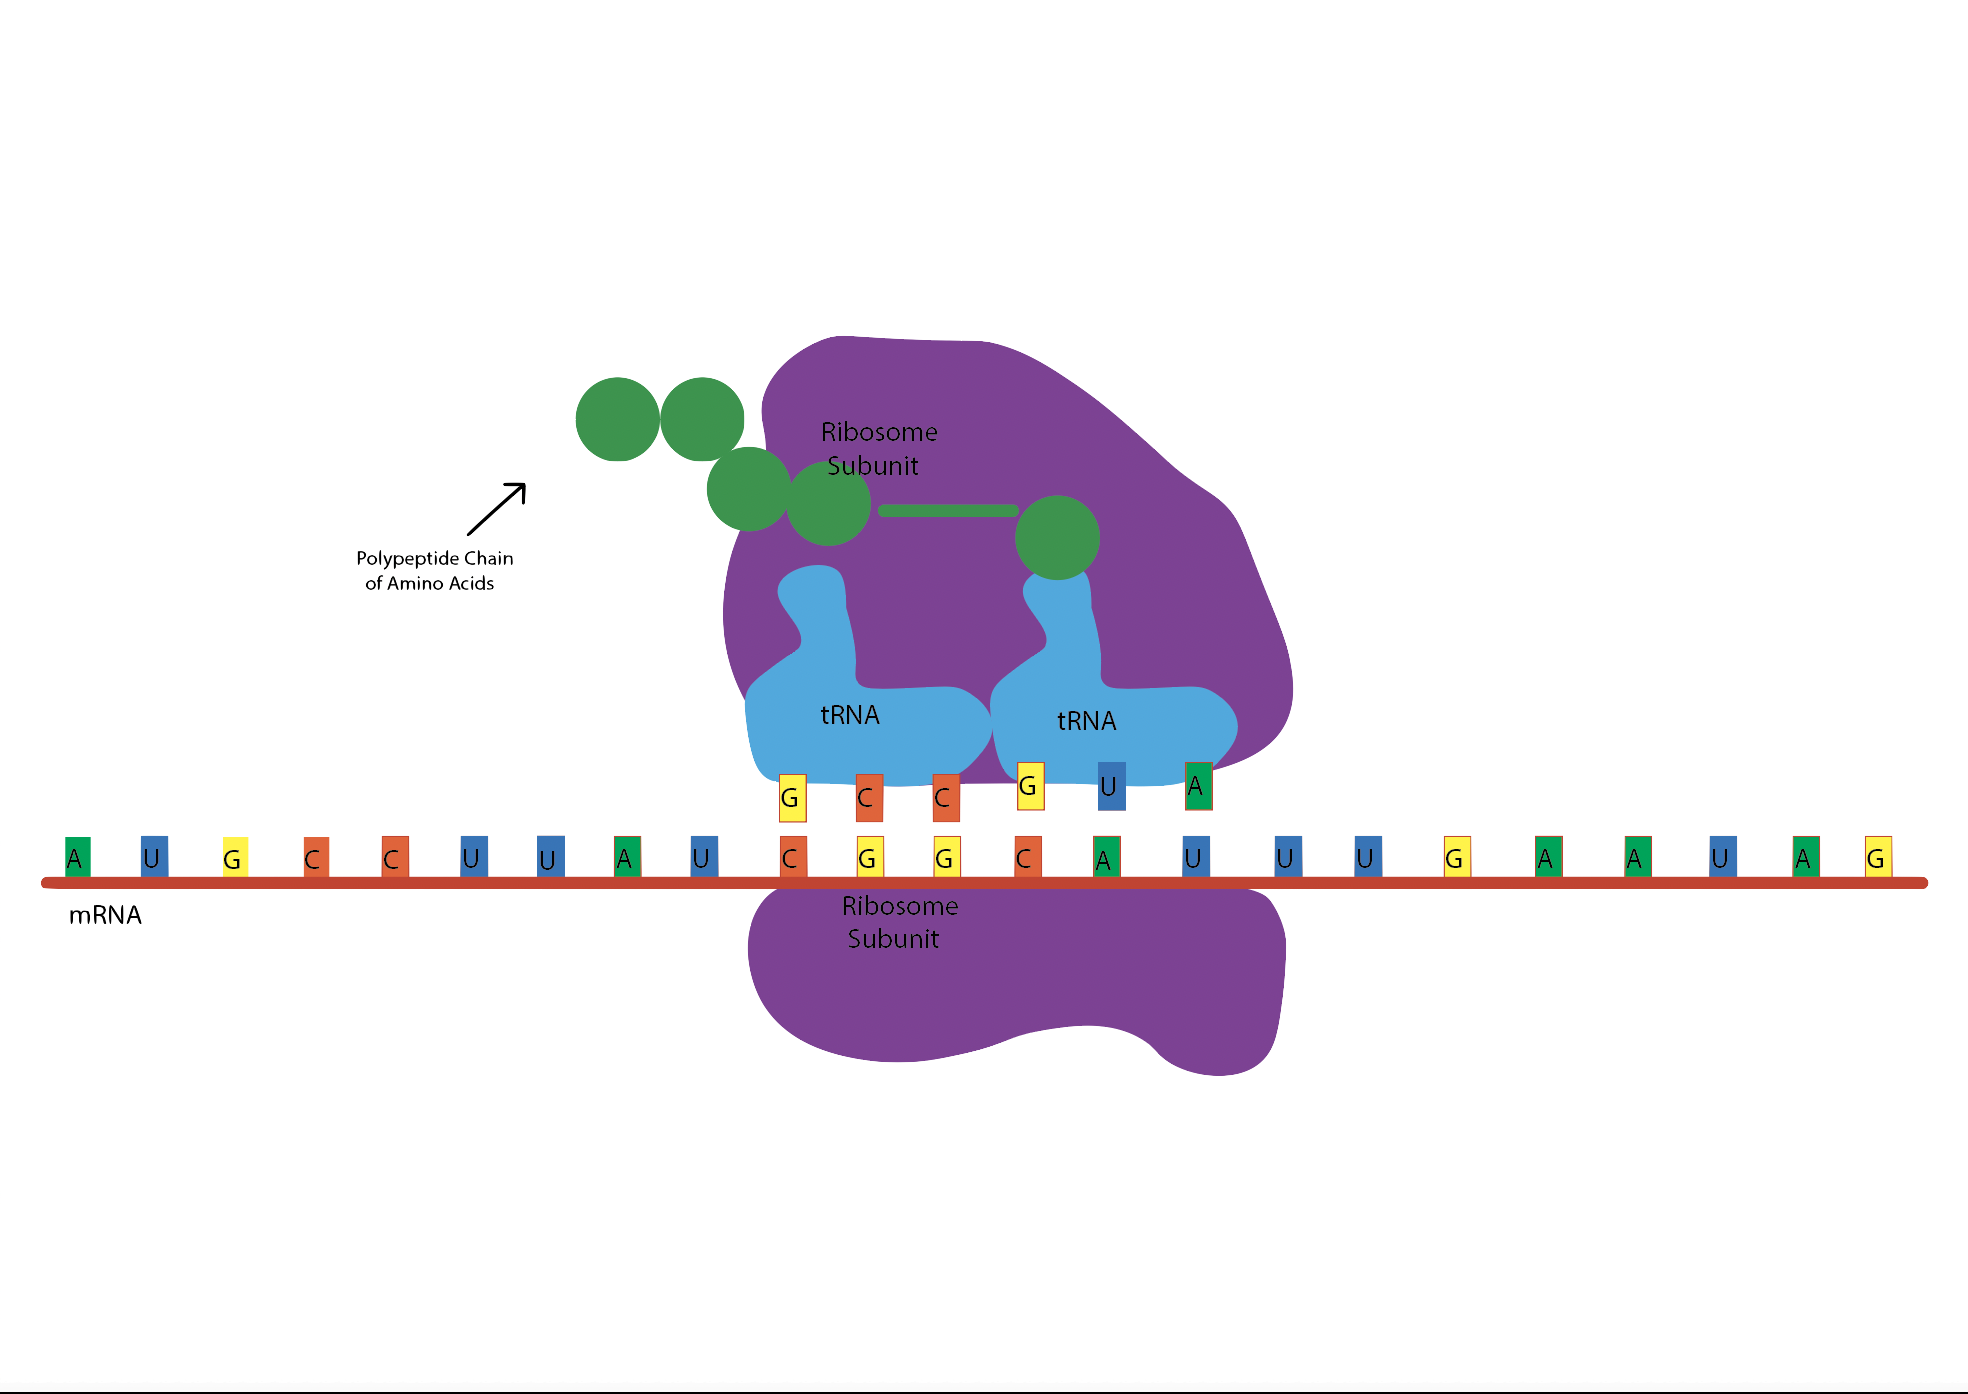 Ribosome
Subunit
Polypeptide Chain
of Amino Acids
tRNA
tRNA
G C C G U A
A U G C C U U A U C G G C A U U U G A A U A G
mRNA
Ribosome
Subunit